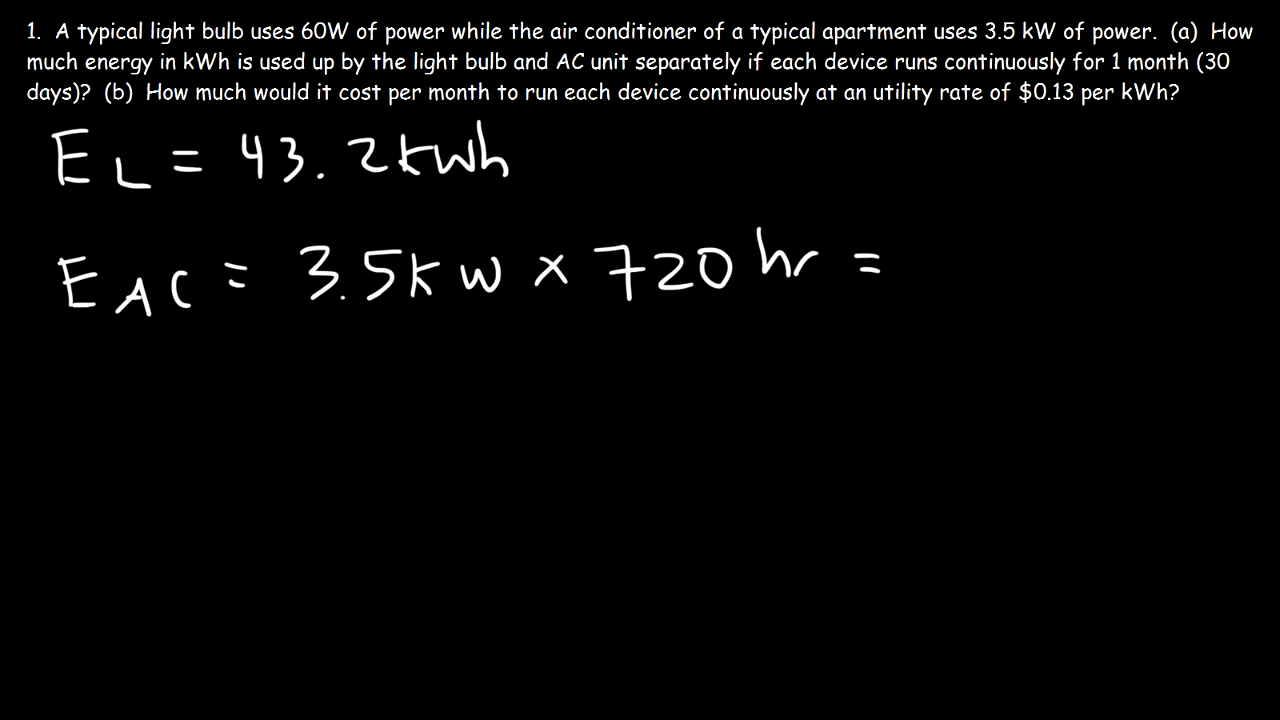 1. A typical light bulb uses 60W of power while the air conditioner of a typical apartment uses 3.5 kW of power. (a) How
much energy in kWh is used up by the light bulb and AC unit separately if each device runs continuously for 1 month (30
days)? (b) How much would it cost per month to run each device continuously at an utility rate of $0.13 per kWh?
EL = 43.2kWh
EAC = 3.5kw × 720 hr =